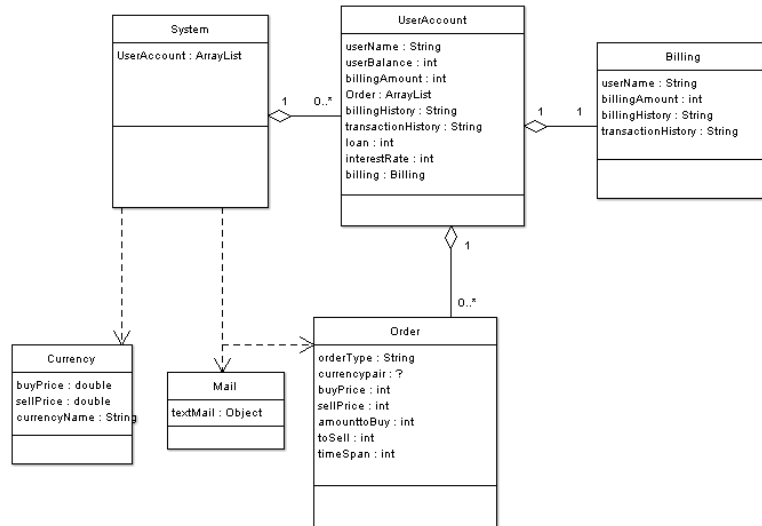 System
UserAccount : ArrayList
UserAccount
userName : String
userBalance : int
billingAmount : int
Order : ArrayList
billingHistory : String
transactionHistory : String
loan : int
interestRate : int
billing : Billing
Billing
userName : String
billingAmount : int
billingHistory : String
transactionHistory : String
1
0..*
1
1
1
0..*
Currency
buyPrice : double
sellPrice : double
currencyName : String
Mail
textMail : Object
Order
orderType : String
currencypair : ?
buyPrice : int
sellPrice : int
amounttoBuy : int
toSell : int
timeSpan : int